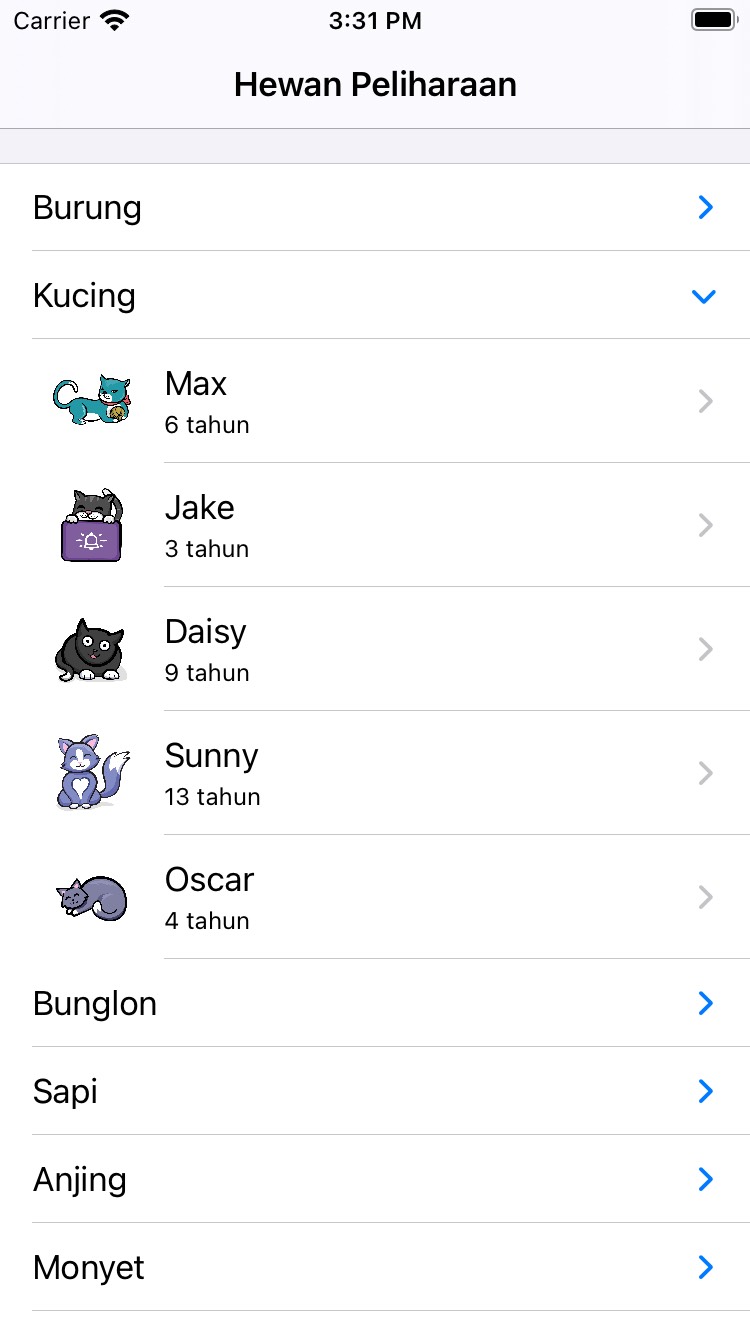 Carrier 3:31 PM
Hewan Peliharaan
Burung
Kucing
Max
6 tahun
Jake
3 tahun
Daisy
9 tahun
Sunny
13 tahun
Oscar
4 tahun
Bunglon
Sapi
Anjing
Monyet